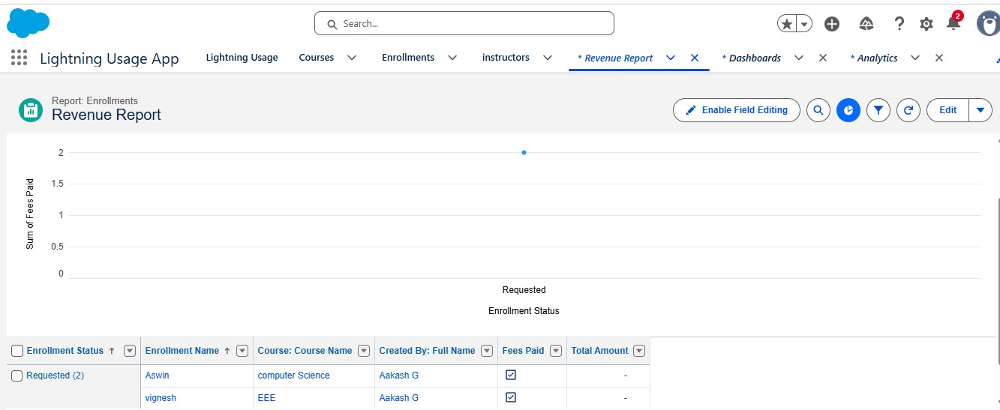 Search...
2
Lightning Usage App
Lightning Usage
Courses
Enrollments
instructors
* Revenue Report
* Dashboards
* Analytics
Report: Enrollments
Revenue Report
Enable Field Editing
Edit
Sum of Fees Paid
2
1.5
1
0.5
0
Requested
Enrollment Status
Enrollment Status ↑ Enrollment Name ↑ Course: Course Name Created By: Full Name Fees Paid Total Amount
Requested (2) Aswin computer Science Aakash G -
vignesh EEE Aakash G -